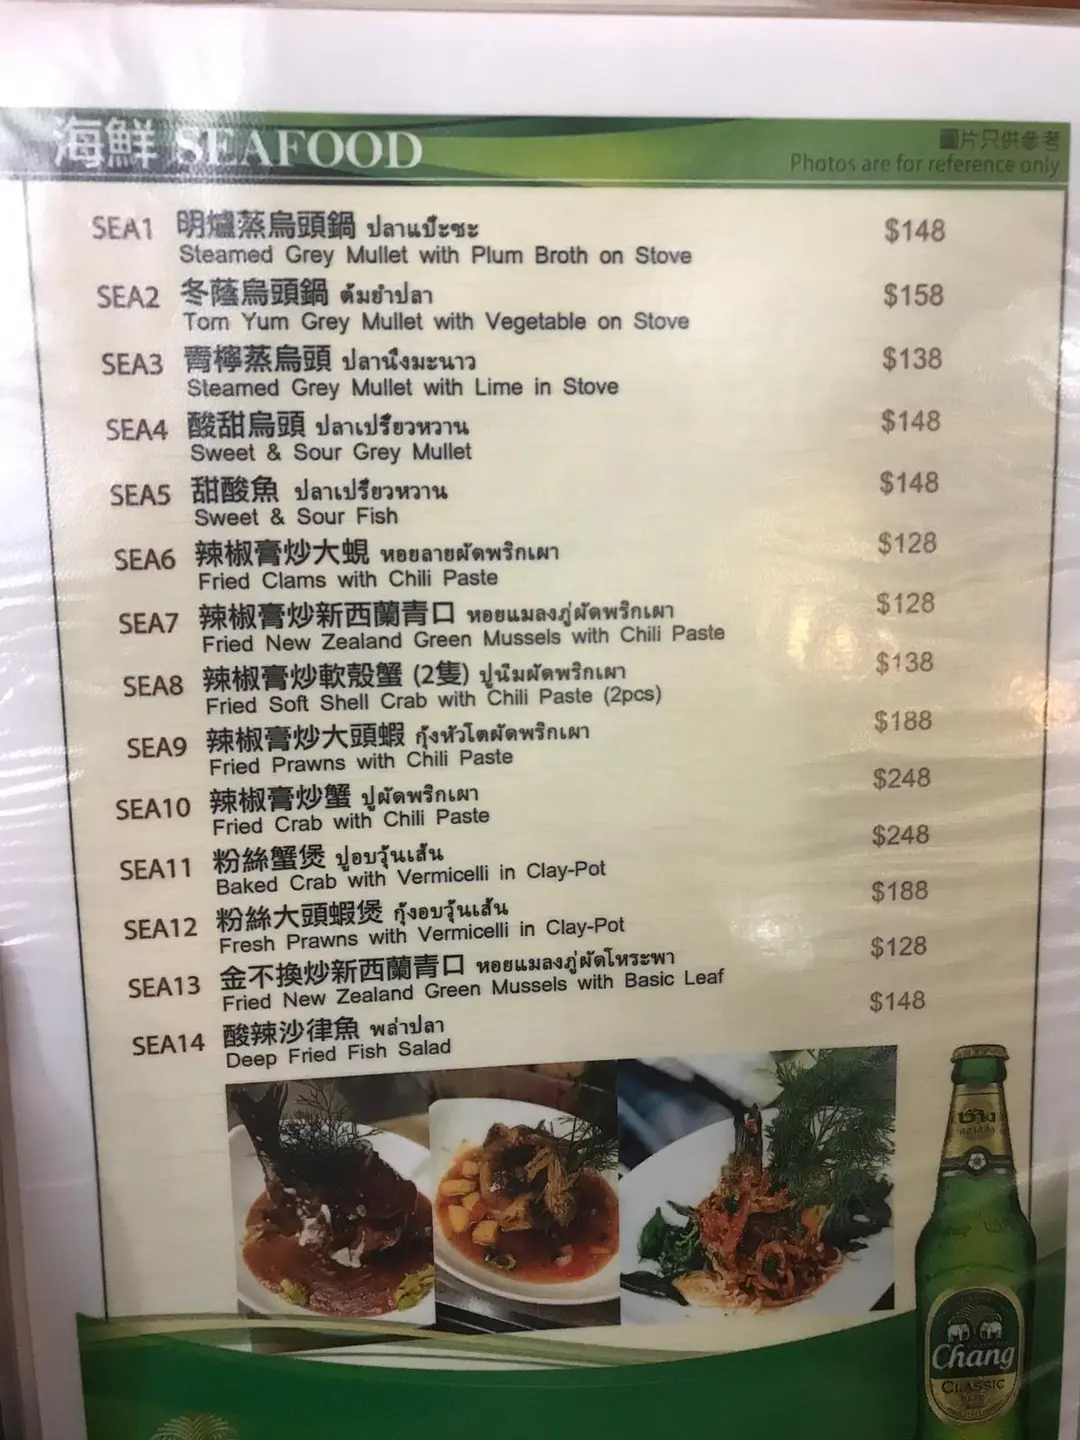 海鮮 SEAFOOD
圖片只供參考
Photos are for reference only
SEA1 明爐蒸烏頭鍋 ปลาแป๊ะซะ $148
Steamed Grey Mullet with Plum Broth on Stove
SEA2 冬蔭烏頭鍋 ต้มยำปลา $158
Tom Yum Grey Mullet with Vegetable on Stove
SEA3 青檸蒸烏頭 ปลานึ่งมะนาว $138
Steamed Grey Mullet with Lime in Stove
SEA4 酸甜烏頭 ปลาเปรี้ยวหวาน $148
Sweet & Sour Grey Mullet
SEA5 甜酸魚 ปลาเปรี้ยวหวาน $148
Sweet & Sour Fish
SEA6 辣椒膏炒大蜆 หอยลายผัดพริกเผา $128
Fried Clams with Chili Paste
SEA7 辣椒膏炒新西蘭青口 หอยแมลงภู่ผัดพริกเผา $128
Fried New Zealand Green Mussels with Chili Paste
SEA8 辣椒膏炒軟殼蟹 (2隻) ปูนิ่มผัดพริกเผา $138
Fried Soft Shell Crab with Chili Paste (2pcs)
SEA9 辣椒膏炒大頭蝦 กุ้งหัวโตผัดพริกเผา $188
Fried Prawns with Chili Paste
SEA10 辣椒膏炒蟹 ปูผัดพริกเผา $248
Fried Crab with Chili Paste
SEA11 粉絲蟹煲 ปูอบวุ้นเส้น $248
Baked Crab with Vermicelli in Clay-Pot
SEA12 粉絲大頭蝦煲 กุ้งอบวุ้นเส้น $188
Fresh Prawns with Vermicelli in Clay-Pot
SEA13 金不換炒新西蘭青口 หอยแมลงภู่ผัดโหระพา $128
Fried New Zealand Green Mussels with Basic Leaf
SEA14 酸辣沙律魚 พล่าปลา $148
Deep Fried Fish Salad
ช้าง
คลาสสิก
Chang
CLASSIC